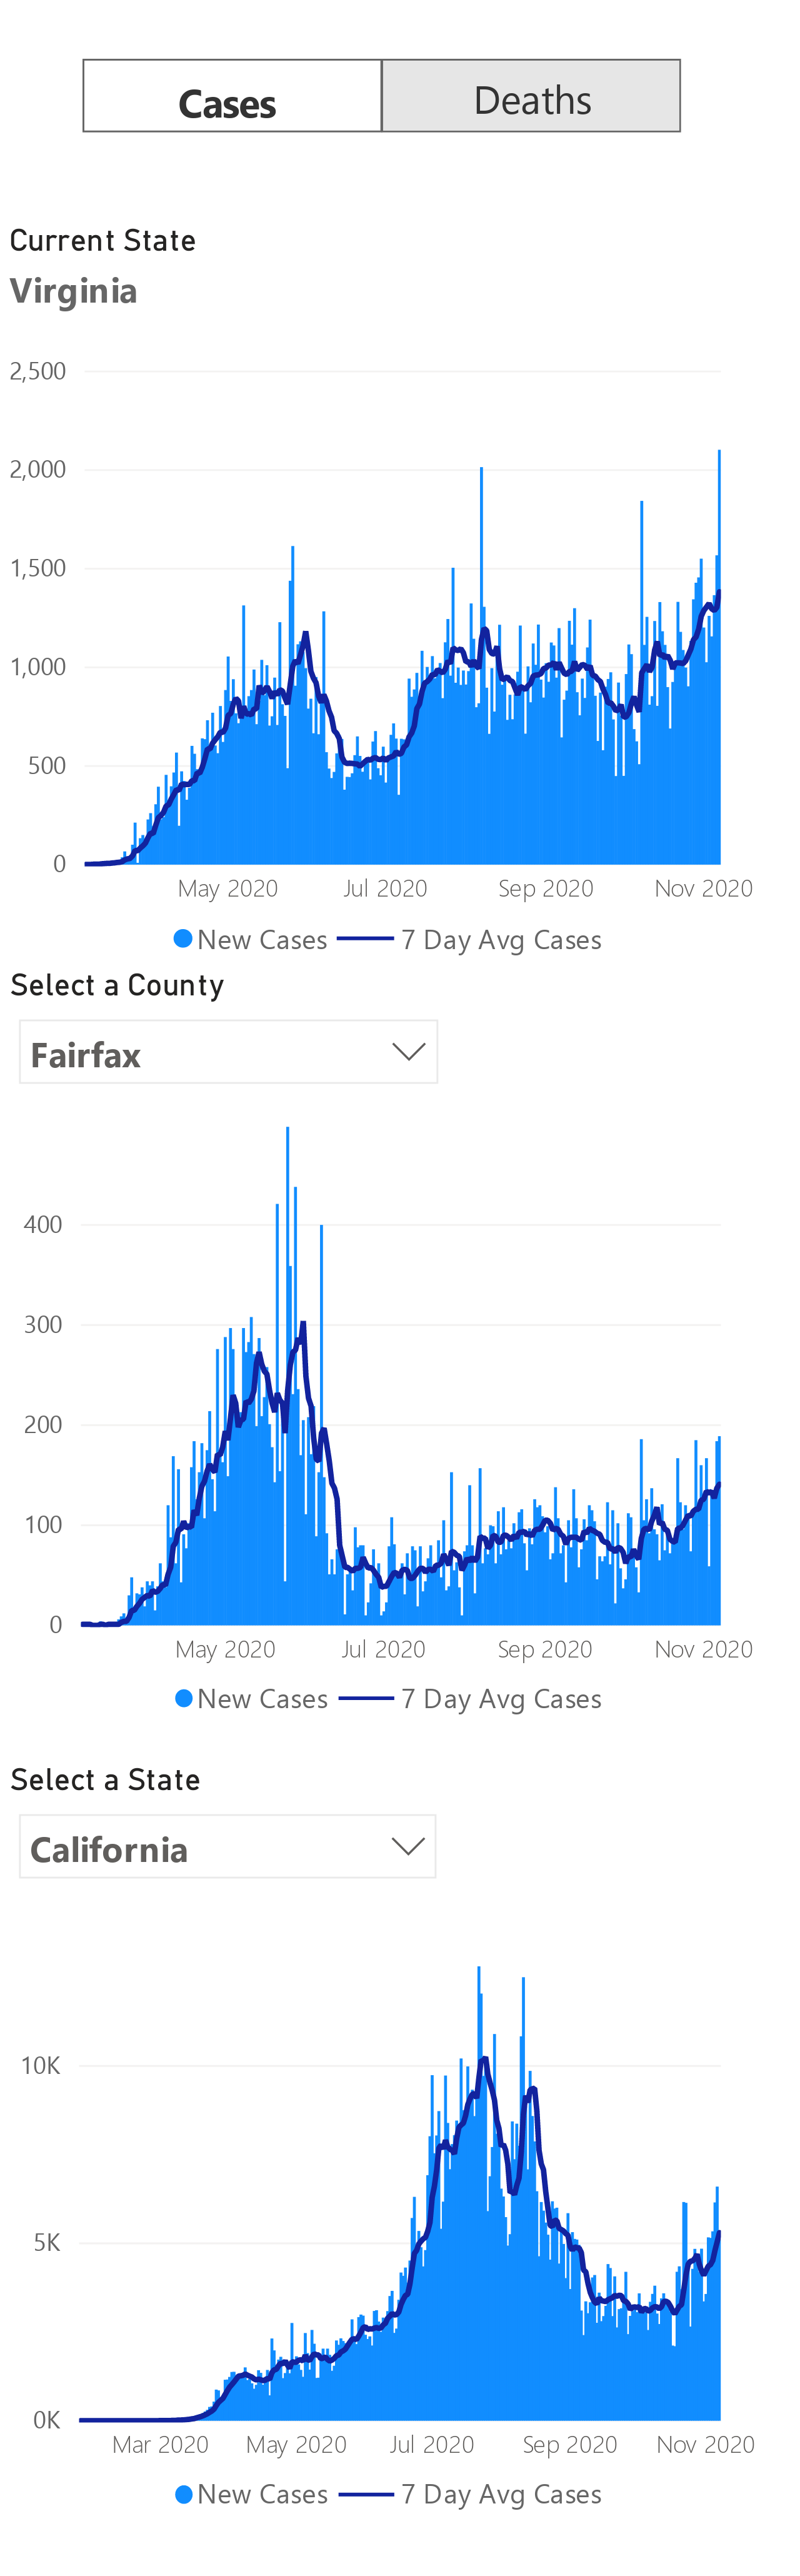 Cases Deaths
Current State
Virginia
2,500
2,000
1,500
1,000
500
0
May 2020 Jul 2020 Sep 2020 Nov 2020
New Cases 7 Day Avg Cases
Select a County
Fairfax
400
300
200
100
0
May 2020 Jul 2020 Sep 2020 Nov 2020
New Cases 7 Day Avg Cases
Select a State
California
10K
5K
0K
Mar 2020 May 2020 Jul 2020 Sep 2020 Nov 2020
New Cases 7 Day Avg Cases